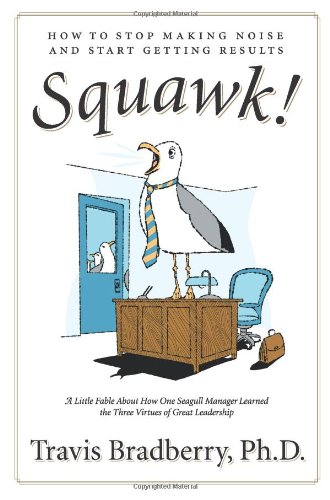 HOW TO STOP MAKING NOISE
AND START GETTING RESULTS
Squawk!
A Little Fable About How One Seagull Manager Learned
the Three Virtues of Great Leadership
Travis Bradberry, Ph.D.